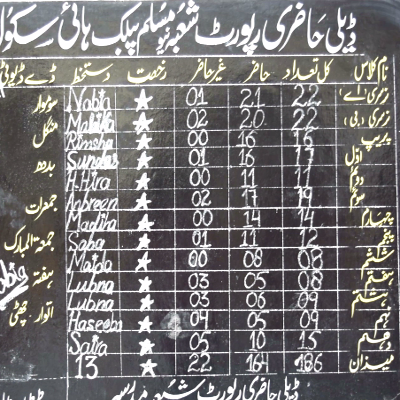 ڈیلی حاضری رپورٹ شعبہ نیو مسلم پبلک ہائی سکول
نام کلاس کل تعداد حاضر غیر حاضر رخصت دستخط ڈے ڈیوٹی
نرسری (اے) 22 21 01 ★ Nabia سوموار
نرسری (بی) 22 20 02 ★ Maliha منگل
پریپ 16 16 00 ★ Rimsha
اوّل 17 16 01 ★ Sundas بدھ
دوئم 11 11 00 ★ H.Hira
سوئم 19 17 02 ★ جمعرات
چہارم 14 14 00 ★ Madiha
پنجم 12 11 01 ★ Saba جمعۃ المبارک
ششم 08 08 00 ★ Maida
ہفتم 08 05 03 ★ Lubna ہفتہ
ہشتم 09 06 03 ★ Lubna
نہم 09 05 04 ★ Haseeba اتوار چھٹی
دہم 15 10 05 ★ Saira
میزان 186 164 22 ★ 13
ڈیلی حاضری رپورٹ شعبہ مدرسہ